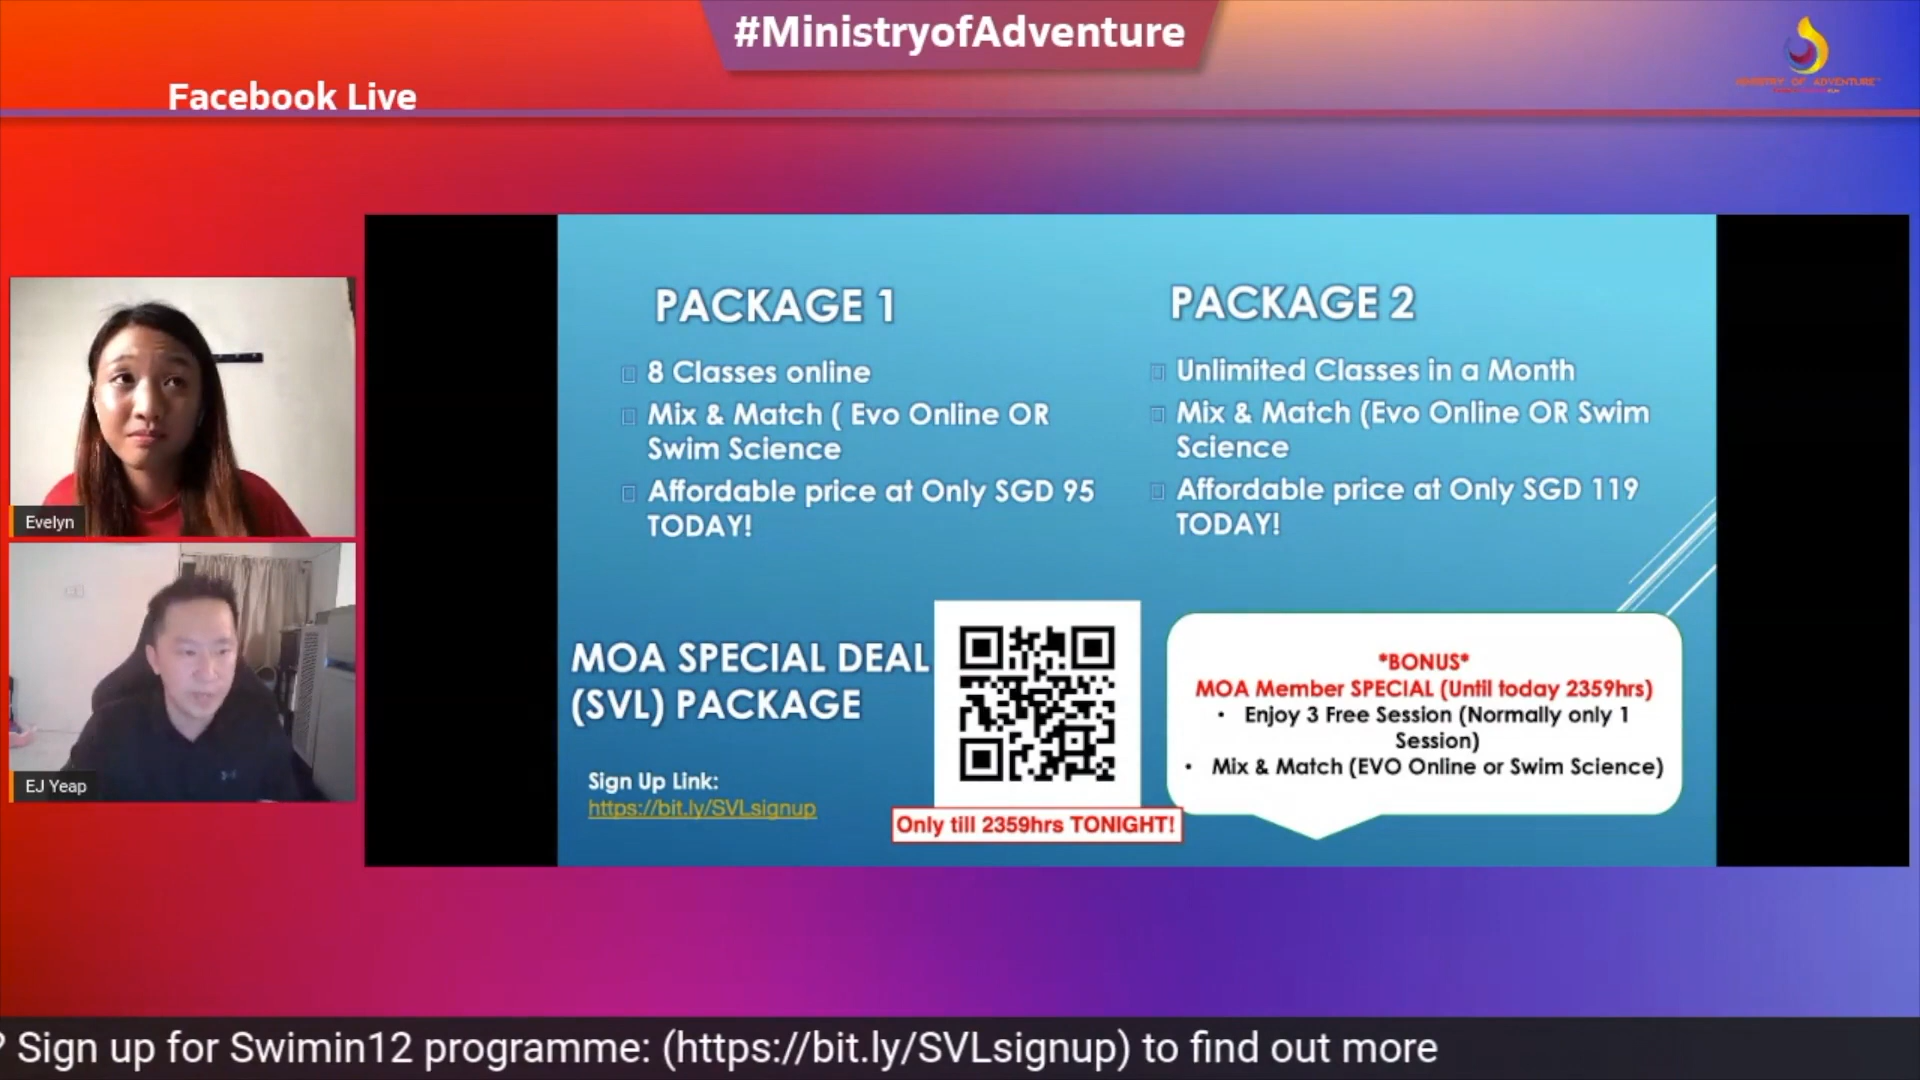 #MinistryofAdventure
Facebook Live
MINISTRY OF ADVENTURE
PACKAGE 1
8 Classes online
Mix & Match ( Evo Online OR
Swim Science
Affordable price at Only SGD 95
TODAY!
PACKAGE 2
Unlimited Classes in a Month
Mix & Match (Evo Online OR Swim
Science
Affordable price at Only SGD 119
TODAY!
Evelyn
EJ Yeap
MOA SPECIAL DEAL
(SVL) PACKAGE
Sign Up Link:
https://bit.ly/SVLsignup
Only till 2359hrs TONIGHT!
*BONUS*
MOA Member SPECIAL (Until today 2359hrs)
• Enjoy 3 Free Session (Normally only 1
Session)
• Mix & Match (EVO Online or Swim Science)
? Sign up for Swimin12 programme: (https://bit.ly/SVLsignup) to find out more